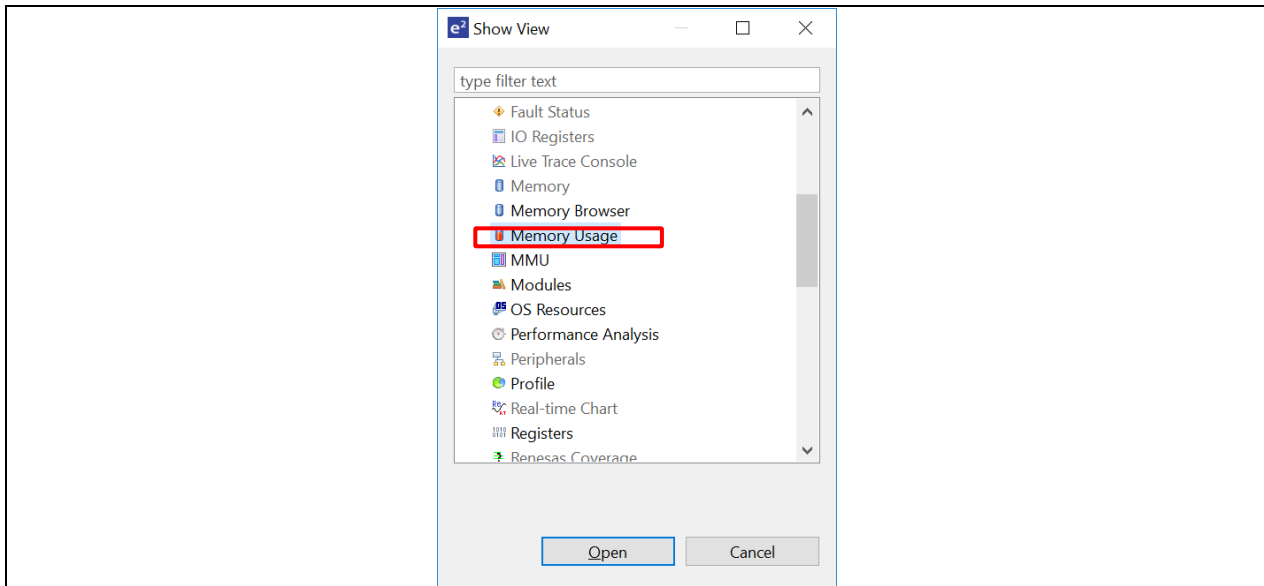 e² Show View
type filter text
Fault Status
IO Registers
Live Trace Console
Memory
Memory Browser
Memory Usage
MMU
Modules
OS Resources
Performance Analysis
Peripherals
Profile
Real-time Chart
Registers
Renesas Coverage
Open Cancel